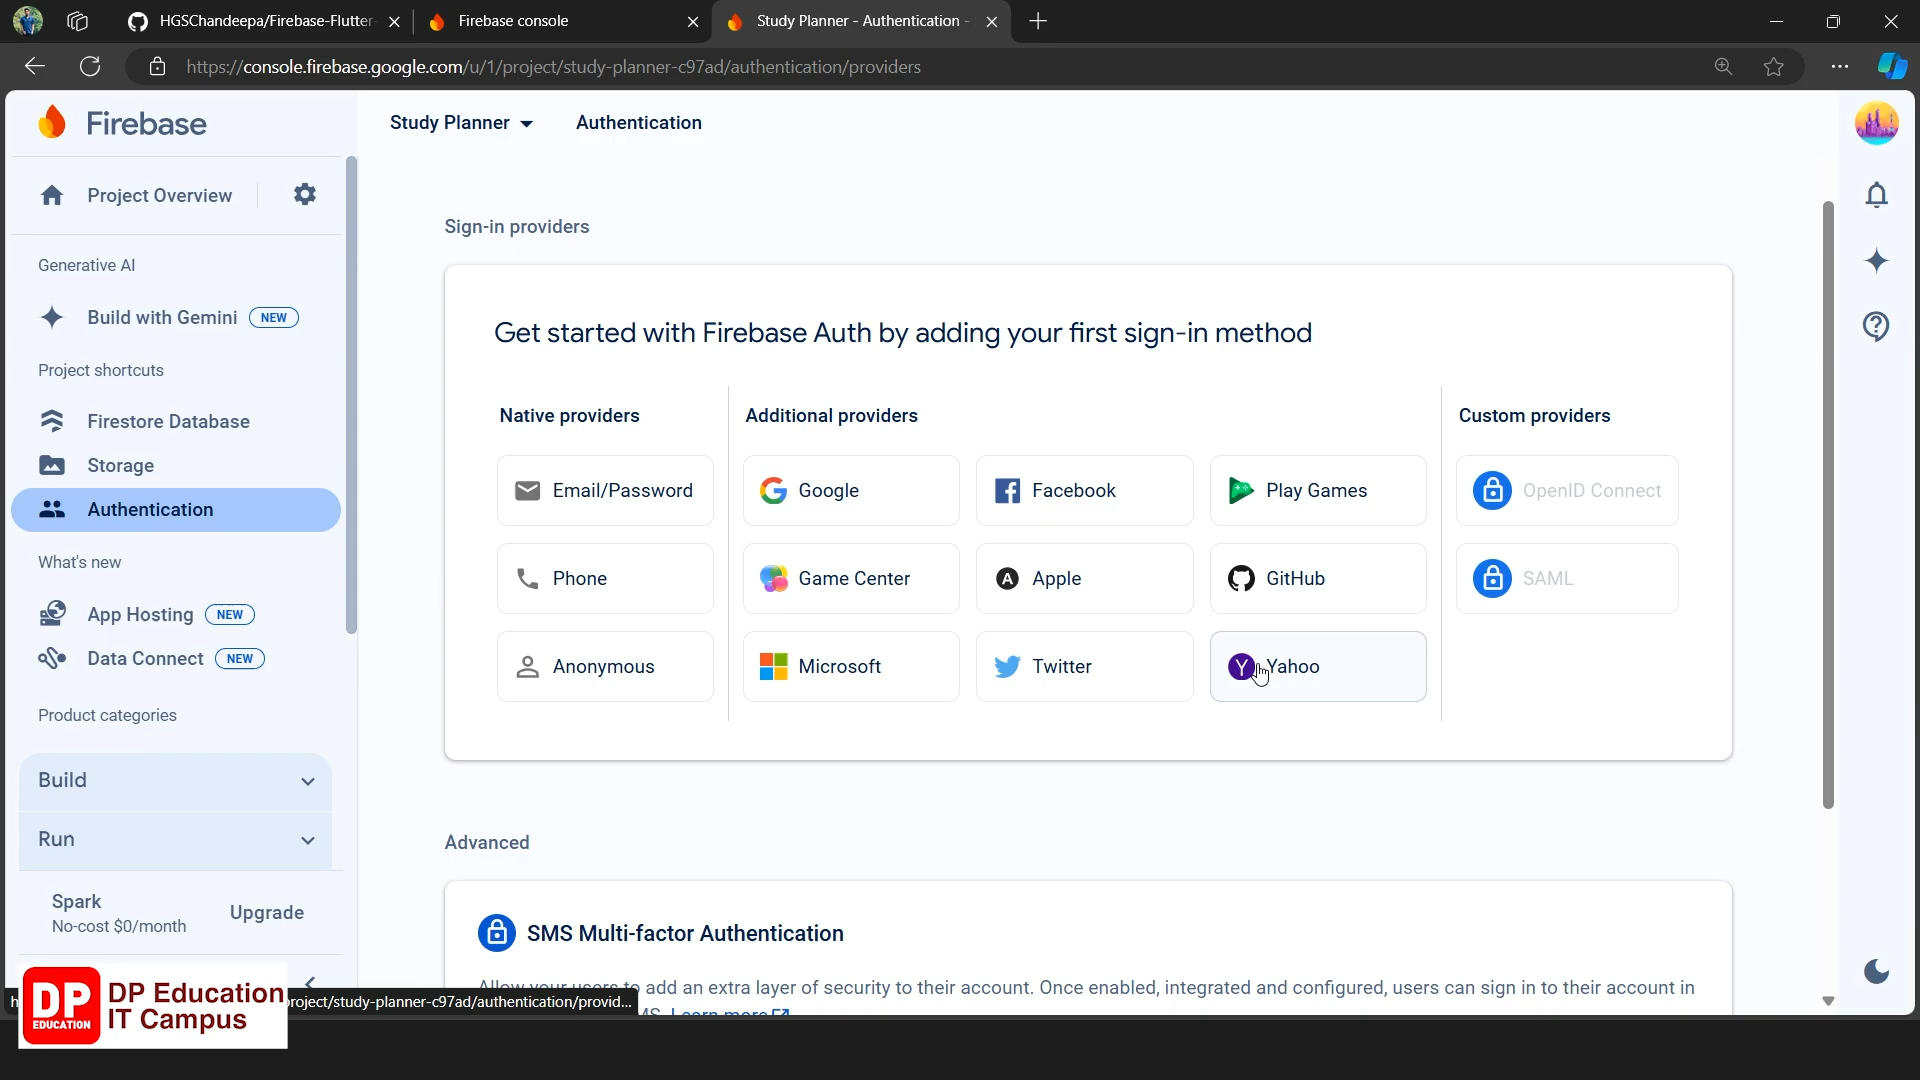 HGSChandeepa/Firebase-Flutter-
Firebase console
Study Planner - Authentication -
https://console.firebase.google.com/u/1/project/study-planner-c97ad/authentication/providers
Firebase
Study Planner
Authentication
Project Overview
Generative AI
Build with Gemini NEW
Project shortcuts
Firestore Database
Storage
Authentication
What's new
App Hosting NEW
Data Connect NEW
Product categories
Build
Run
Spark
No-cost $0/month
Upgrade
Sign-in providers
Get started with Firebase Auth by adding your first sign-in method
Native providers
Additional providers
Custom providers
Email/Password
Google
Facebook
Play Games
OpenID Connect
Phone
Game Center
Apple
GitHub
SAML
Anonymous
Microsoft
Twitter
Yahoo
Advanced
SMS Multi-factor Authentication
Allow your users to add an extra layer of security to their account. Once enabled, integrated and configured, users can sign in to their account in
Learn more
project/study-planner-c97ad/authentication/provid...
DP
EDUCATION
DP Education
IT Campus